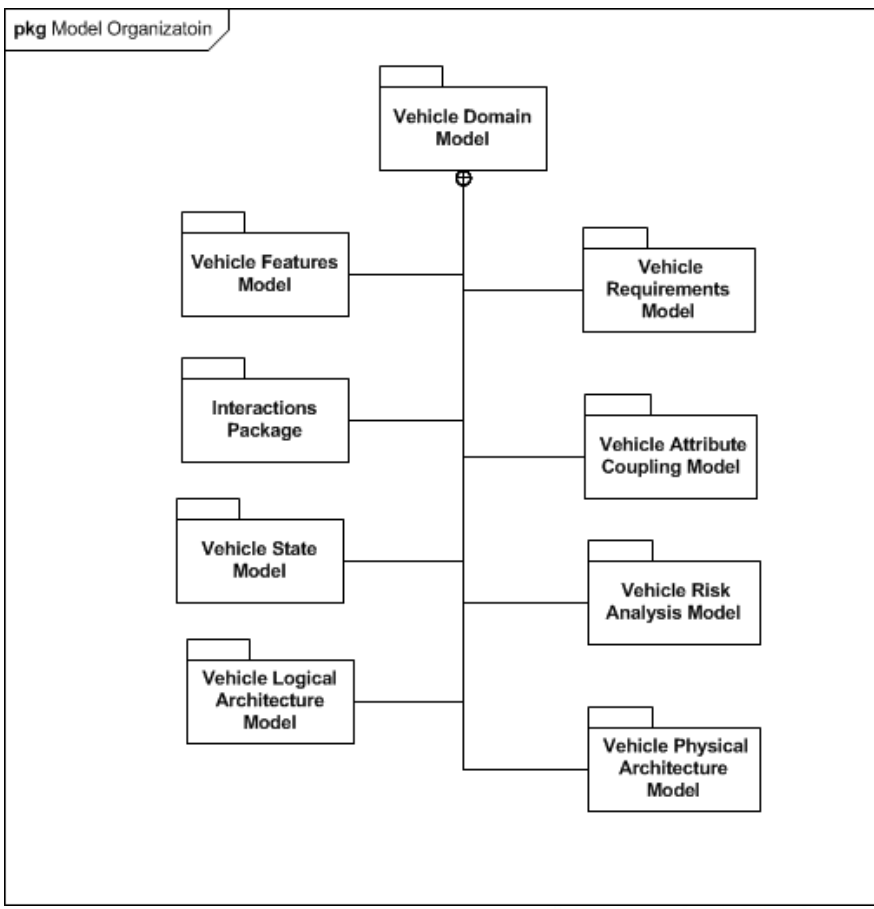 pkg Model Organizatoin
Vehicle Domain
Model
Vehicle Features
Model
Vehicle
Requirements
Model
Interactions
Package
Vehicle Attribute
Coupling Model
Vehicle State
Model
Vehicle Risk
Analysis Model
Vehicle Logical
Architecture
Model
Vehicle Physical
Architecture
Model